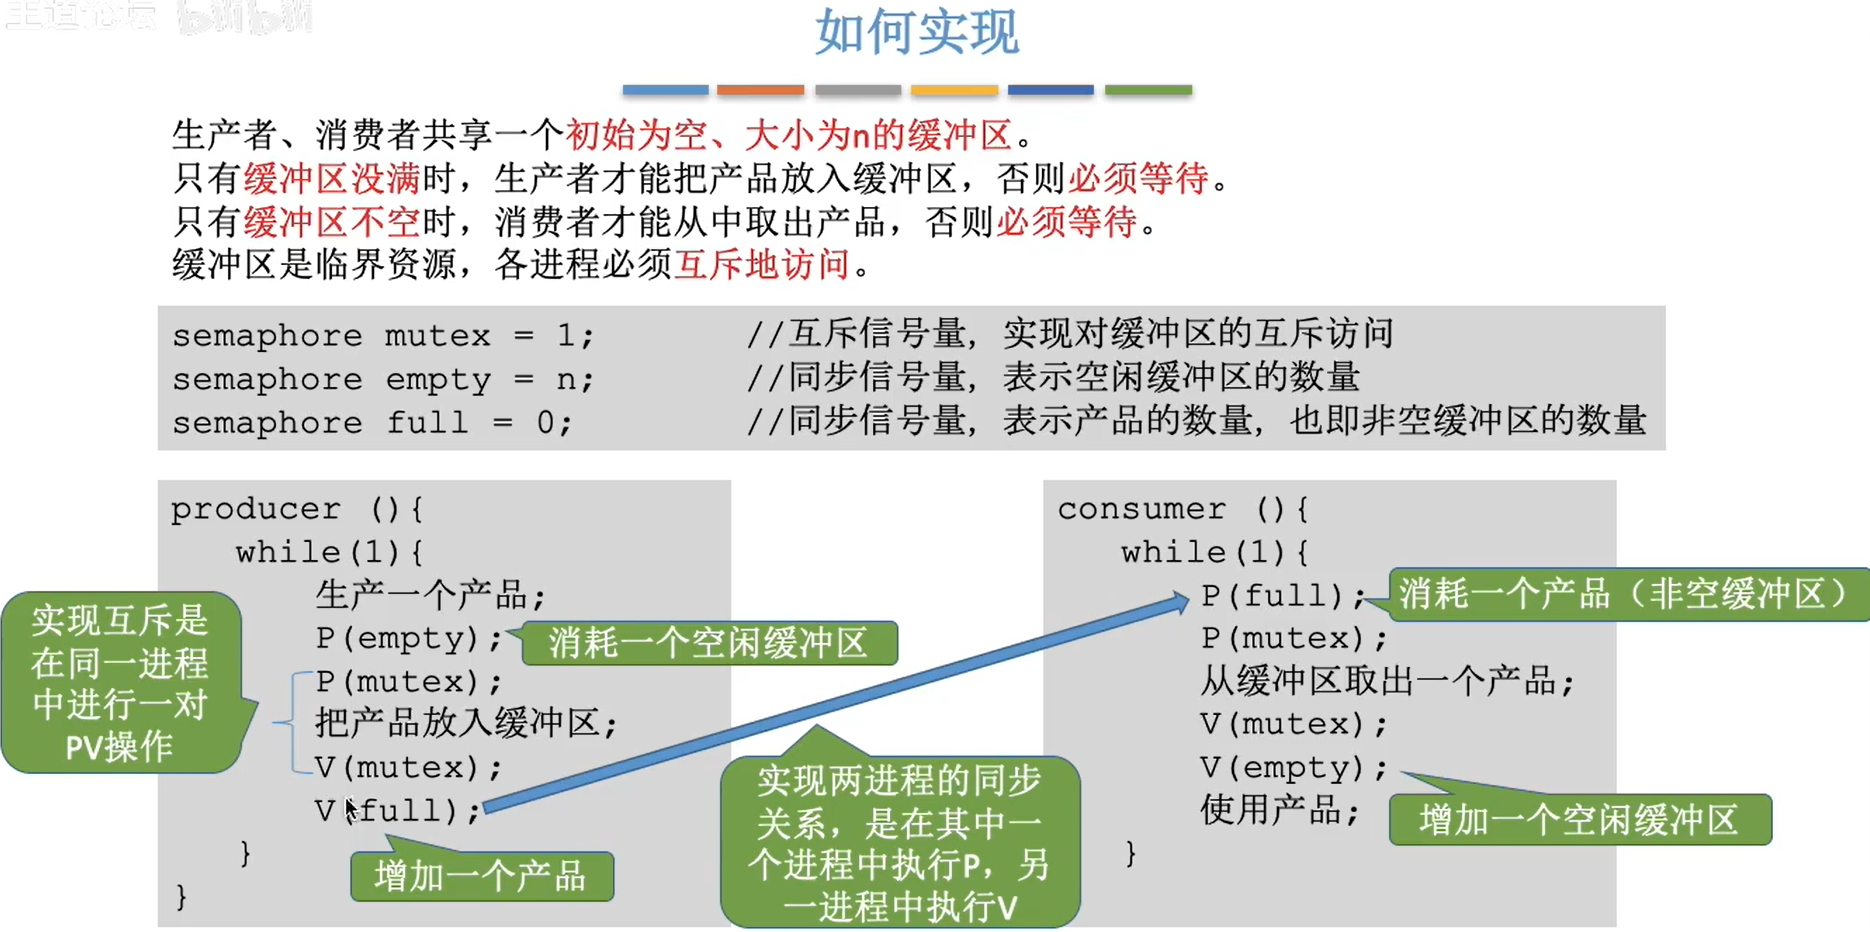 王道论坛 bilibili
如何实现
生产者、消费者共享一个初始为空、大小为n的缓冲区。
只有缓冲区没满时，生产者才能把产品放入缓冲区，否则必须等待。
只有缓冲区不空时，消费者才能从中取出产品，否则必须等待。
缓冲区是临界资源，各进程必须互斥地访问。
semaphore mutex = 1; //互斥信号量，实现对缓冲区的互斥访问
semaphore empty = n; //同步信号量，表示空闲缓冲区的数量
semaphore full = 0; //同步信号量，表示产品的数量，也即非空缓冲区的数量
producer (){
while(1){
生产一个产品;
P(empty);
P(mutex);
把产品放入缓冲区;
V(mutex);
V(full);
}
}
实现互斥是
在同一进程
中进行一对
PV操作
消耗一个空闲缓冲区
增加一个产品
实现两进程的同步
关系，是在其中一
个进程中执行P，另
一进程中执行V
consumer (){
while(1){
P(full);
P(mutex);
从缓冲区取出一个产品;
V(mutex);
V(empty);
使用产品;
}
消耗一个产品（非空缓冲区）
增加一个空闲缓冲区